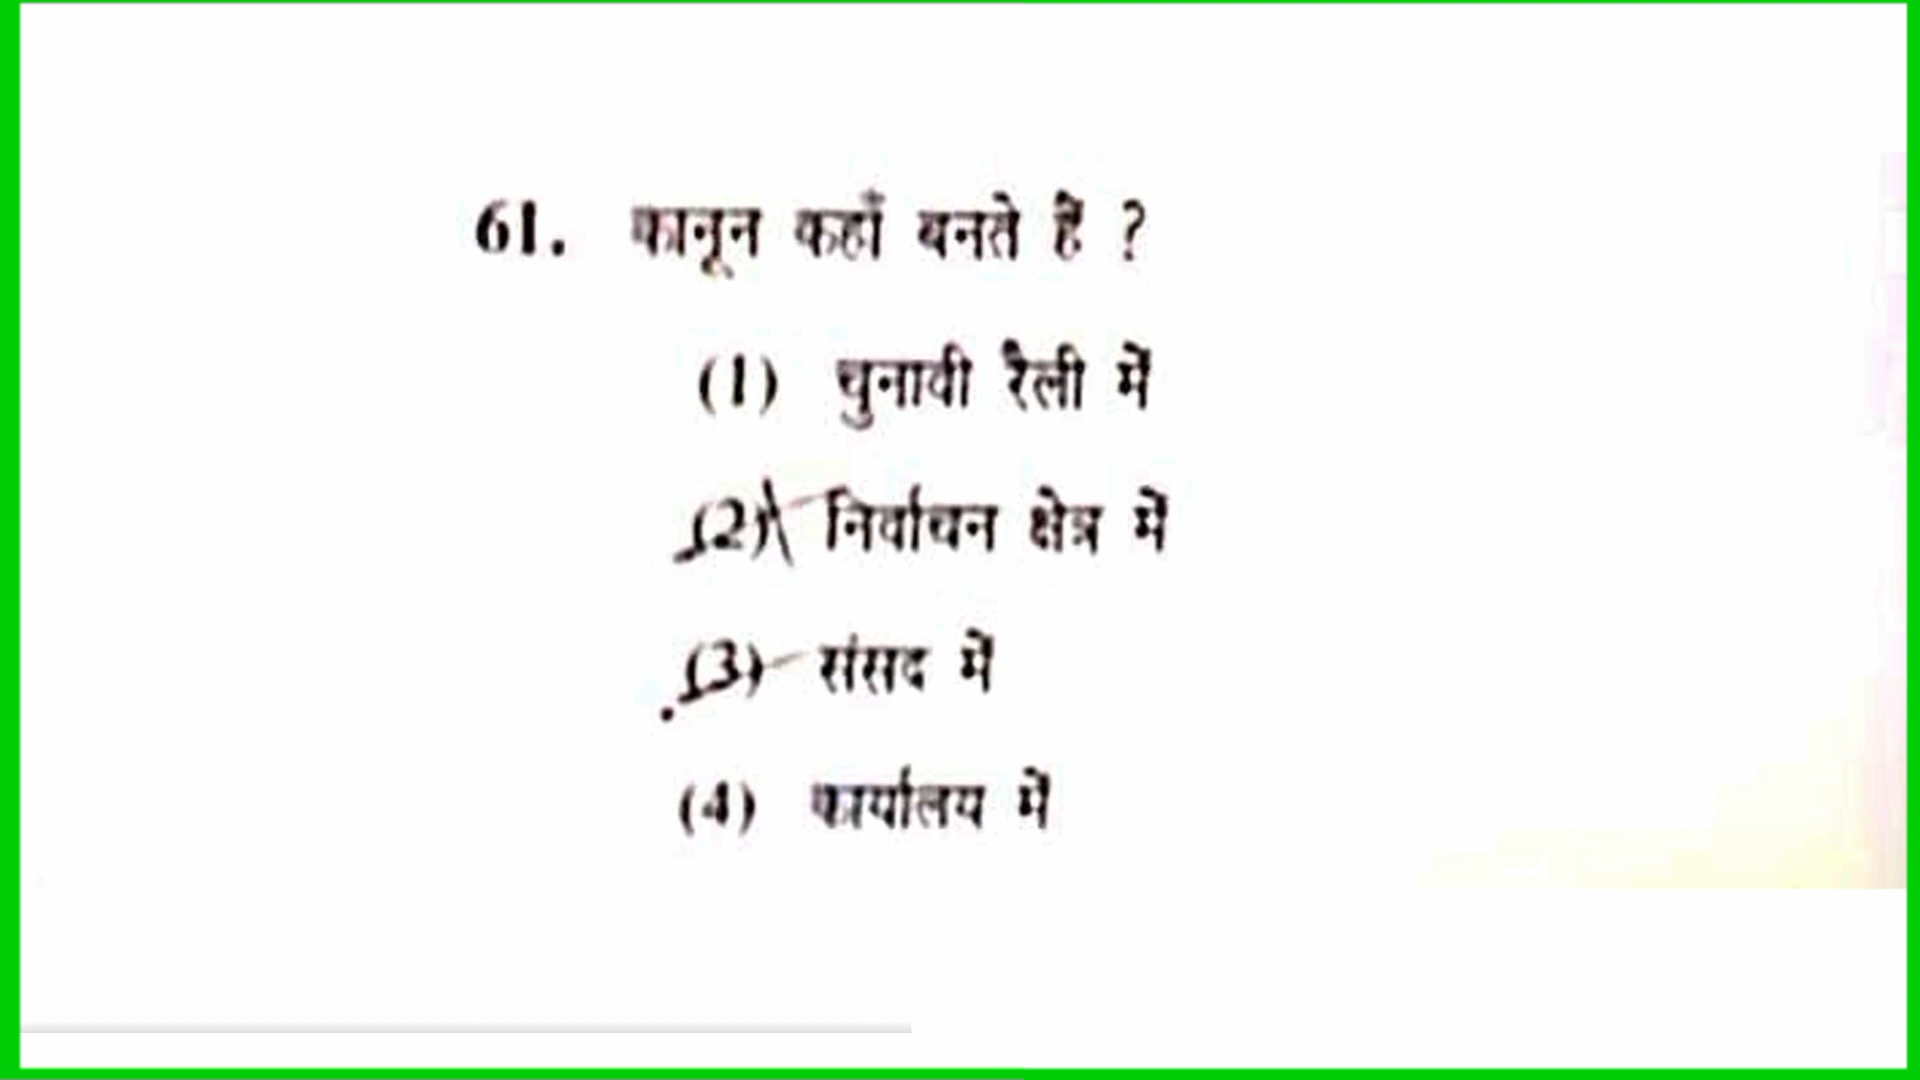 61. कानून कहाँ बनते हैं ?
(1) चुनावी रैली में
(2) निर्वाचन क्षेत्र में
(3) संसद में
(4) कार्यालय में